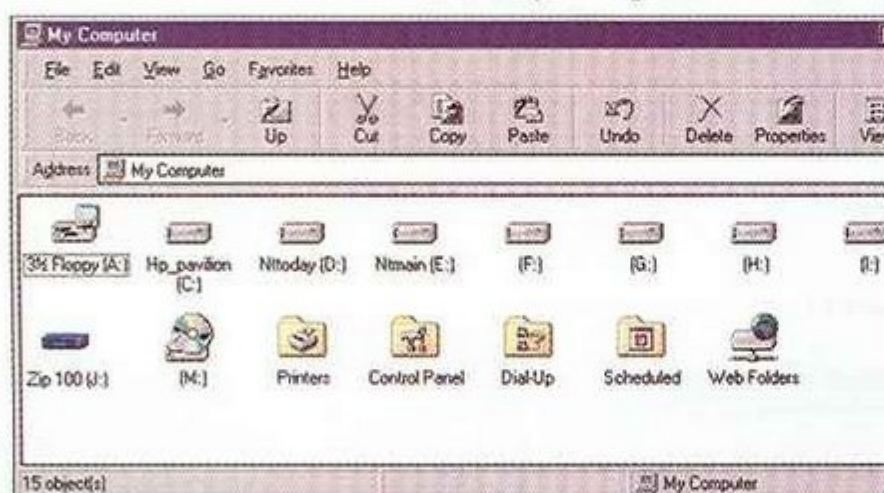 My Computer
File Edit View Go Favorites Help
Back Forward Up Cut Copy Paste Undo Delete Properties
Address My Computer
3½ Floppy (A:) Hp_pavilion (C:) Nttoday (D:) Ntmain (E:) (F:) (G:) (H:) (I:)
Zip 100 (J:) (M:) Printers Control Panel Dial-Up Scheduled Web Folders
15 object(s) My Computer